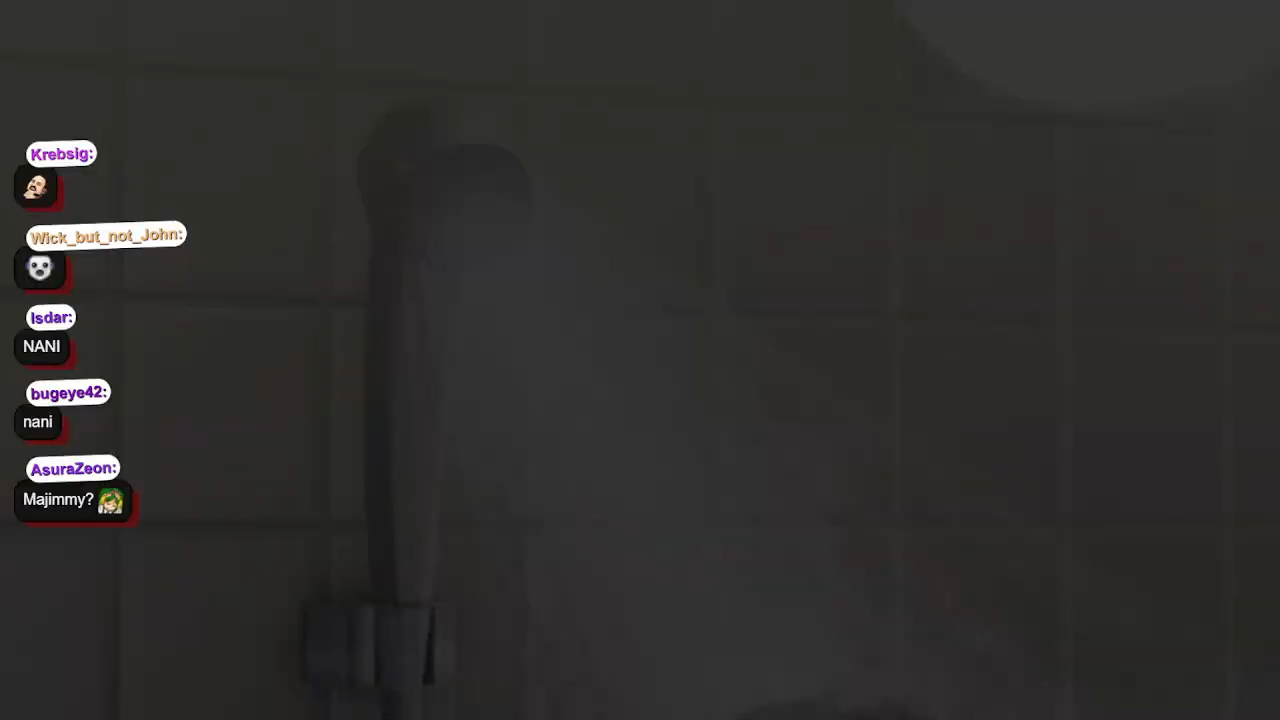 Krebsig:
Wick_but_not_John:
Isdar:
NANI
bugeye42:
nani
AsuraZeon:
Majimmy?